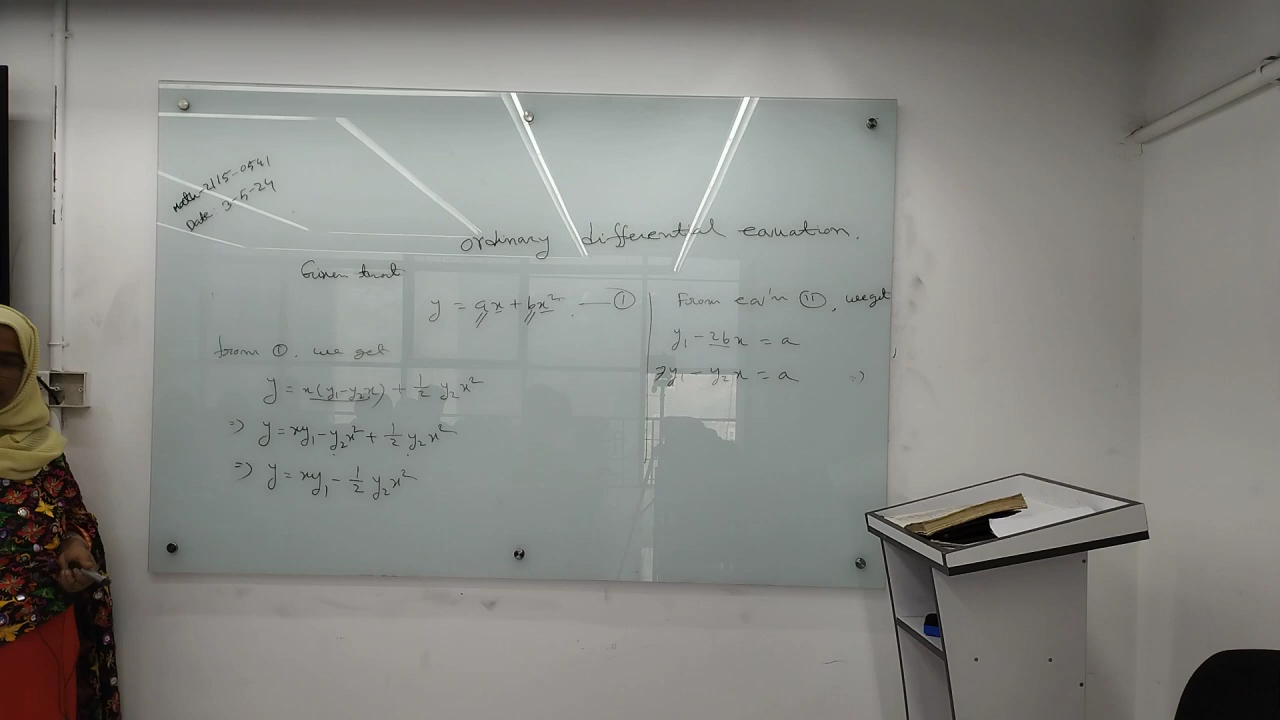 Math-2115-0541
Date: 3-5-24
Ordinary differential equation.
Given that
y = ax + bx² — ①
from ①, we get
y = x(y₁-y₂x) + ½ y₂x²
=> y = xy₁ - y₂x² + ½ y₂x²
=> y = xy₁ - ½ y₂x²
From eq'n ⑪, we get
y₁ - 2bx = a
=> y₁ - y₂x = a =>